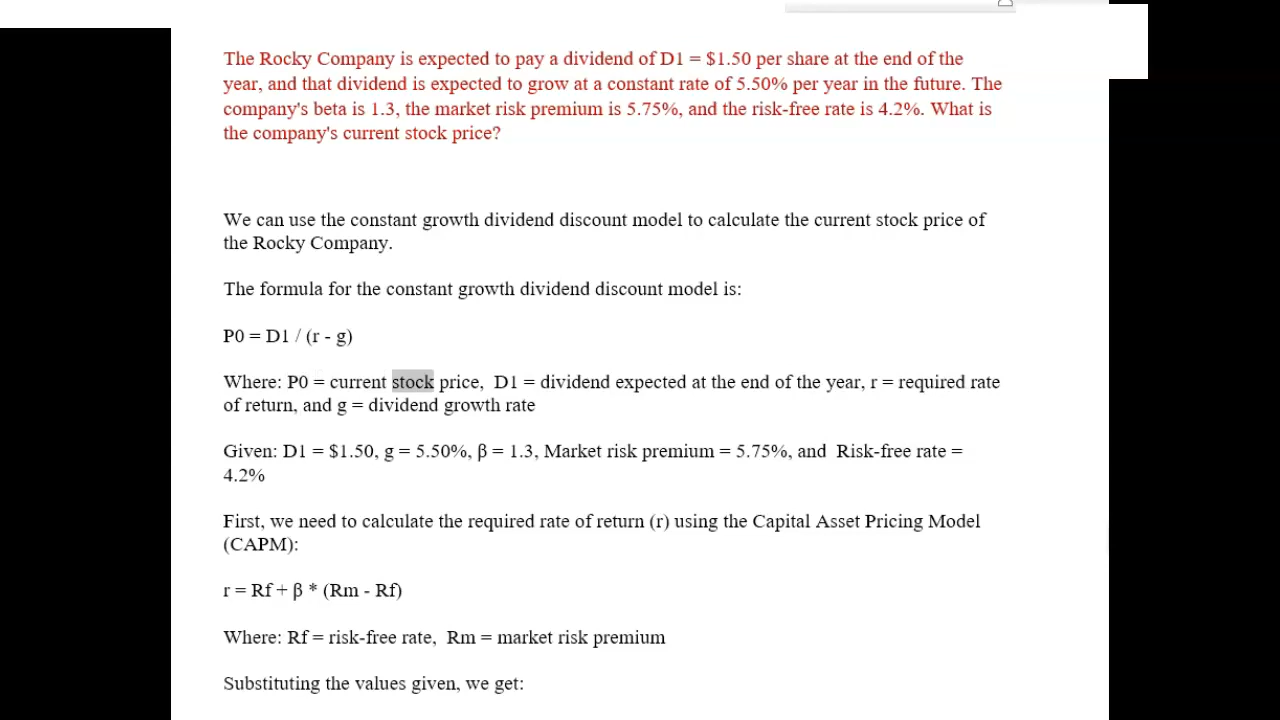 The Rocky Company is expected to pay a dividend of D1 = $1.50 per share at the end of the
year, and that dividend is expected to grow at a constant rate of 5.50% per year in the future. The
company's beta is 1.3, the market risk premium is 5.75%, and the risk-free rate is 4.2%. What is
the company's current stock price?
We can use the constant growth dividend discount model to calculate the current stock price of
the Rocky Company.
The formula for the constant growth dividend discount model is:
P0 = D1 / (r - g)
Where: P0 = current stock price,  D1 = dividend expected at the end of the year, r = required rate
of return, and g = dividend growth rate
Given: D1 = $1.50, g = 5.50%, β = 1.3, Market risk premium = 5.75%, and  Risk-free rate =
4.2%
First, we need to calculate the required rate of return (r) using the Capital Asset Pricing Model
(CAPM):
r = Rf + β * (Rm - Rf)
Where: Rf = risk-free rate,  Rm = market risk premium
Substituting the values given, we get: